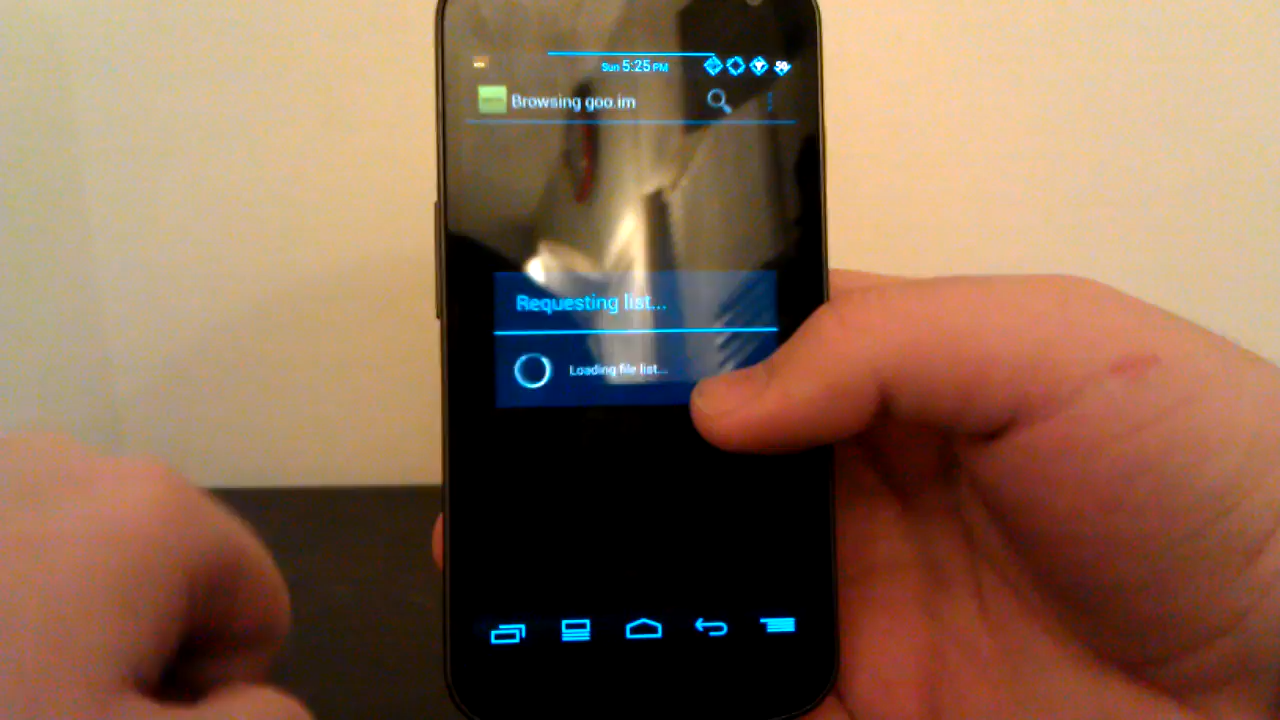 Sun 5:25 PM
Browsing goo.im
Requesting list...
Loading file list...